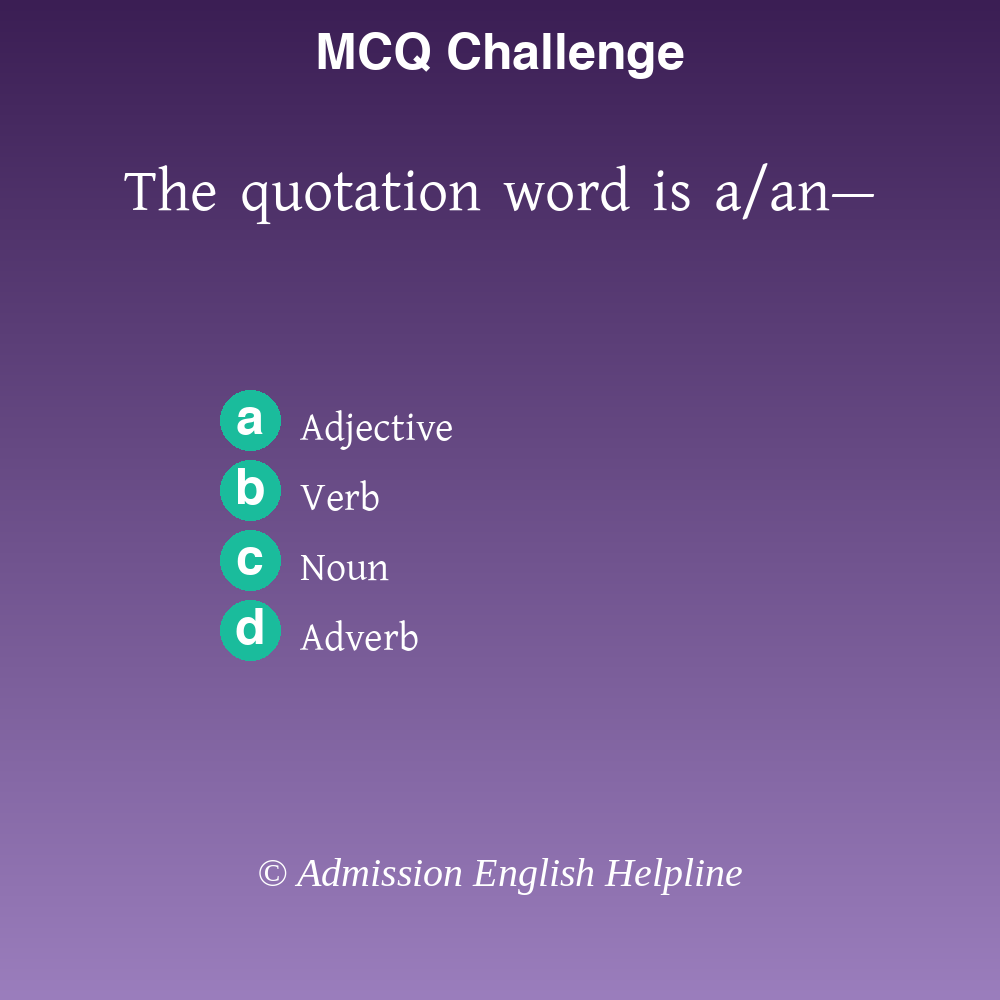 MCQ Challenge
The quotation word is a/an—
a Adjective
b Verb
c Noun
d Adverb
© Admission English Helpline